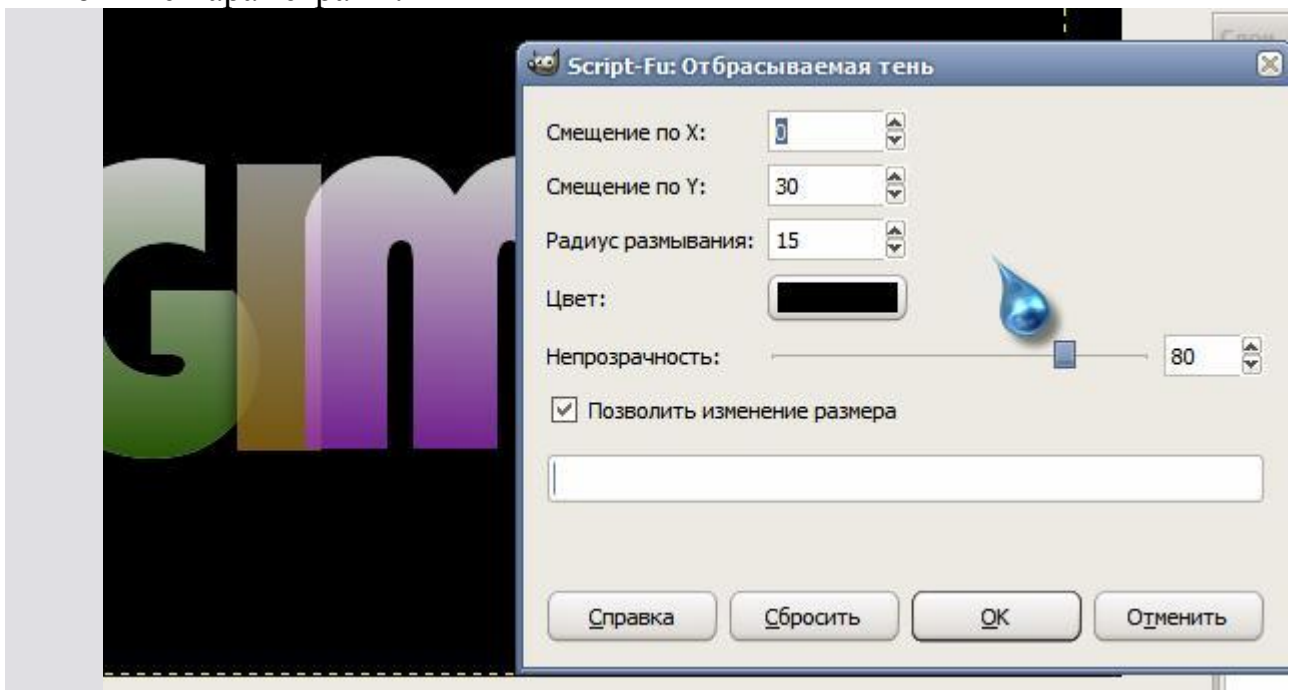 Script-Fu: Отбрасываемая тень
Смещение по X: 0
Смещение по Y: 30
Радиус размывания: 15
Цвет:
Непрозрачность: 80
Позволить изменение размера
Справка Сбросить OK Отменить
GIM